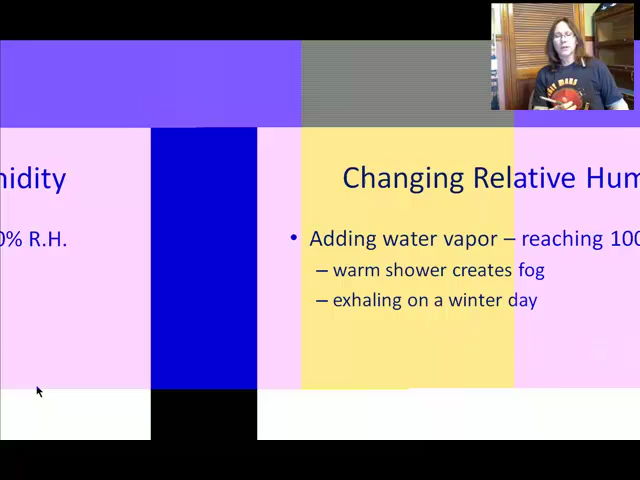 nidity
0% R.H.
Changing Relative Hum
• Adding water vapor – reaching 100
– warm shower creates fog
– exhaling on a winter day